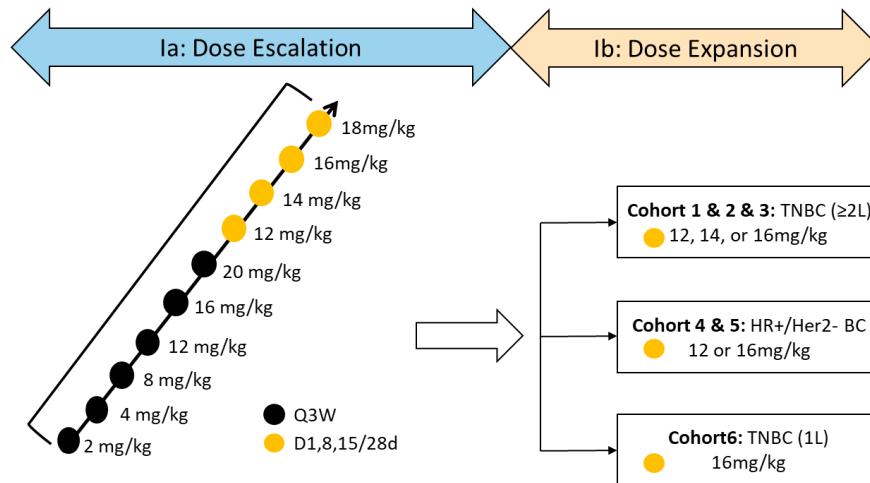 Ia: Dose Escalation
Ib: Dose Expansion
18mg/kg
16mg/kg
14 mg/kg
12 mg/kg
20 mg/kg
16 mg/kg
12 mg/kg
8 mg/kg
4 mg/kg
2 mg/kg
Q3W
D1,8,15/28d
Cohort 1 & 2 & 3: TNBC (≥2L)
12, 14, or 16mg/kg
Cohort 4 & 5: HR+/Her2- BC
12 or 16mg/kg
Cohort6: TNBC (1L)
16mg/kg